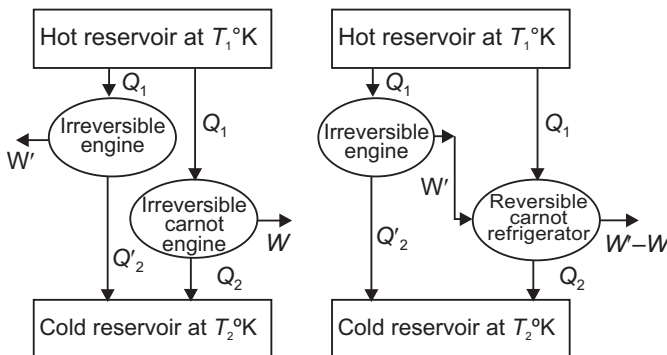 Hot reservoir at T₁°K
Q₁
Irreversible
engine
W′
Q₁
Irreversible
carnot
engine
W
Q′₂
Q₂
Cold reservoir at T₂ºK
Hot reservoir at T₁°K
Q₁
Irreversible
engine
W′
Q₁
Reversible
carnot
refrigerator
W′–W
Q′₂
Q₂
Cold reservoir at T₂ºK